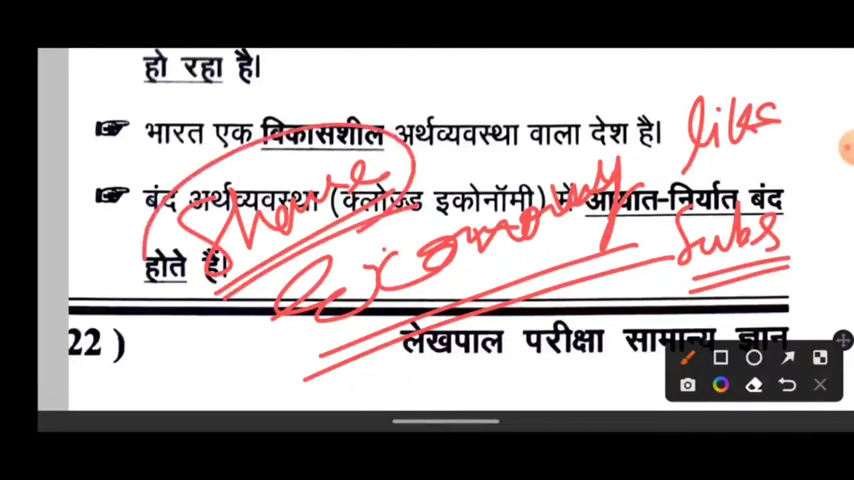 हो रहा है।
☞ भारत एक विकासशील अर्थव्यवस्था वाला देश है।
like
☞ बंद अर्थव्यवस्था (क्लोज्ड इकोनॉमी) में आयात-निर्यात बंद
Share
Economy
Subs
होते हैं।
22 )
लेखपाल परीक्षा सामान्य ज्ञान